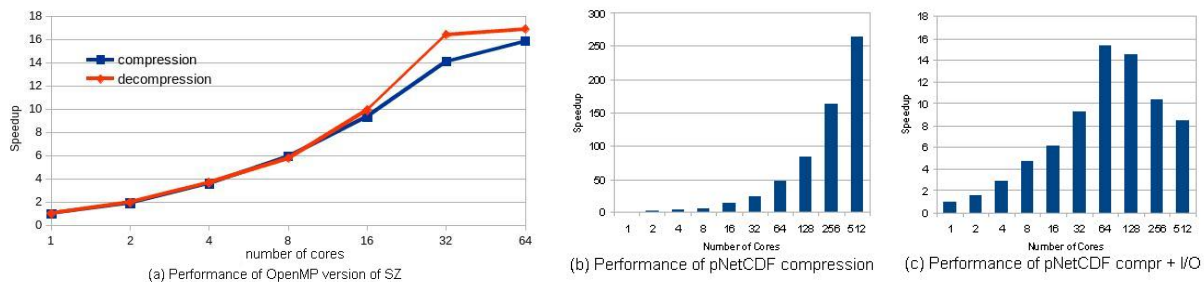 18
16
14
12
10
8
6
4
2
0
Speedup
compression
decompression
1 2 4 8 16 32 64
number of cores
(a) Performance of OpenMP version of SZ
300
250
200
150
100
50
0
Speedup
1 2 4 8 16 32 64 128 256 512
Number of Cores
(b) Performance of pNetCDF compression
18
16
14
12
10
8
6
4
2
0
Speedup
1 2 4 8 16 32 64 128 256 512
Number of Cores
(c) Performance of pNetCDF compr + I/O